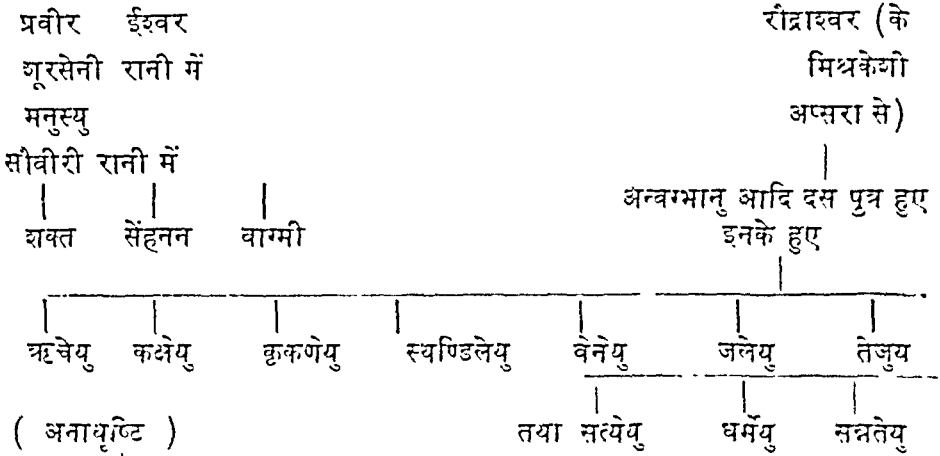 प्रवीर ईश्वर रौद्राश्वर (के
शूरसेनी रानी में मिश्रकेशी
मनुस्यु अप्सरा से)
सौवीरी रानी में
अन्वग्भानु आदि दस पुत्र हुए
शक्त सेंहनन वाग्मी इनके हुए
ऋचेयु कक्षेयु कृकणेयु स्थण्डिलेयु वेनेयु जलेयु तेजुय
( अनाधृष्टि ) तथा सत्येयु धर्मेयु सन्नतेयु